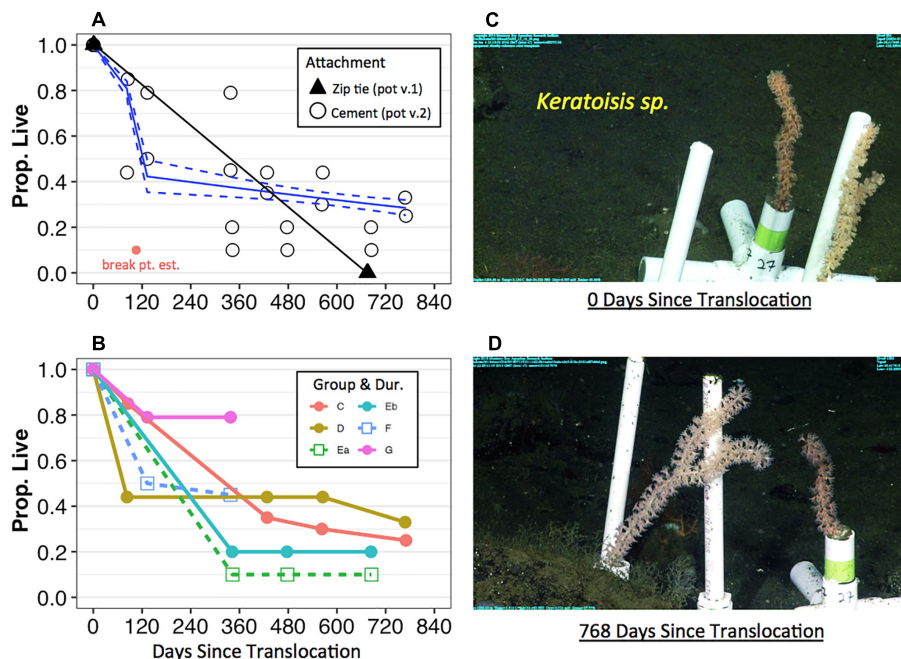 A
Prop. Live
1.0
0.8
0.6
0.4
0.2
0.0
Attachment
Zip tie (pot v.1)
Cement (pot v.2)
break pt. est.
0 120 240 360 480 600 720 840
B
Prop. Live
1.0
0.8
0.6
0.4
0.2
0.0
Group & Dur.
C Eb
D F
Ea G
0 120 240 360 480 600 720 840
Days Since Translocation
C
Keratoisis sp.
27
0 Days Since Translocation
D
27
768 Days Since Translocation